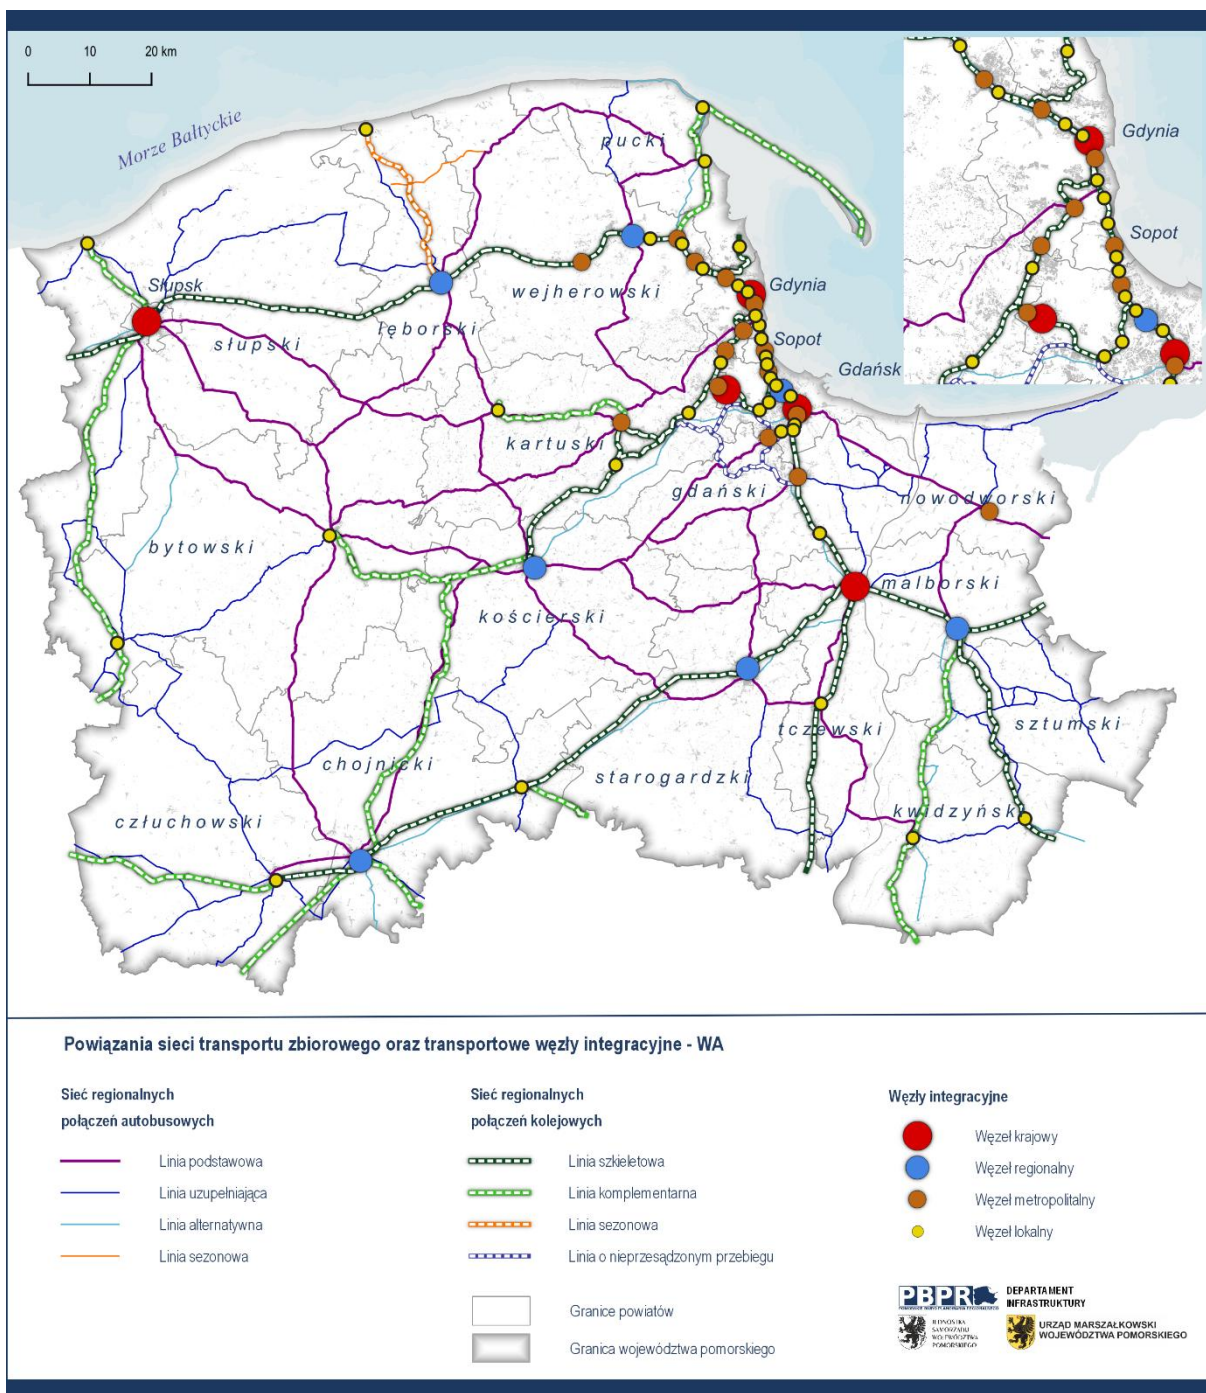 0 10 20 km
Morze Bałtyckie
Gdynia
Sopot
Gdańsk
pucki
Słupsk
wejherowski
Gdynia
lęborski
słupski
Sopot
kartuski
gdański
nowodworski
bytowski
malborski
kościerski
sztumski
tczewski
chojnicki
starogardzki
człuchowski
kwidzyński
Powiązania sieci transportu zbiorowego oraz transportowe węzły integracyjne - WA
Sieć regionalnych
połączeń autobusowych
Linia podstawowa
Linia uzupełniająca
Linia alternatywna
Linia sezonowa
Sieć regionalnych
połączeń kolejowych
Linia szkieletowa
Linia komplementarna
Linia sezonowa
Linia o nieprzesądzonym przebiegu
Granice powiatów
Granica województwa pomorskiego
Węzły integracyjne
Węzeł krajowy
Węzeł regionalny
Węzeł metropolitalny
Węzeł lokalny
PBPR
DEPARTAMENT
INFRASTRUKTURY
JEDNOSTKA
SAMORZĄDU
WOJEWÓDZTWA
POMORSKIEGO
URZĄD MARSZAŁKOWSKI
WOJEWÓDZTWA POMORSKIEGO